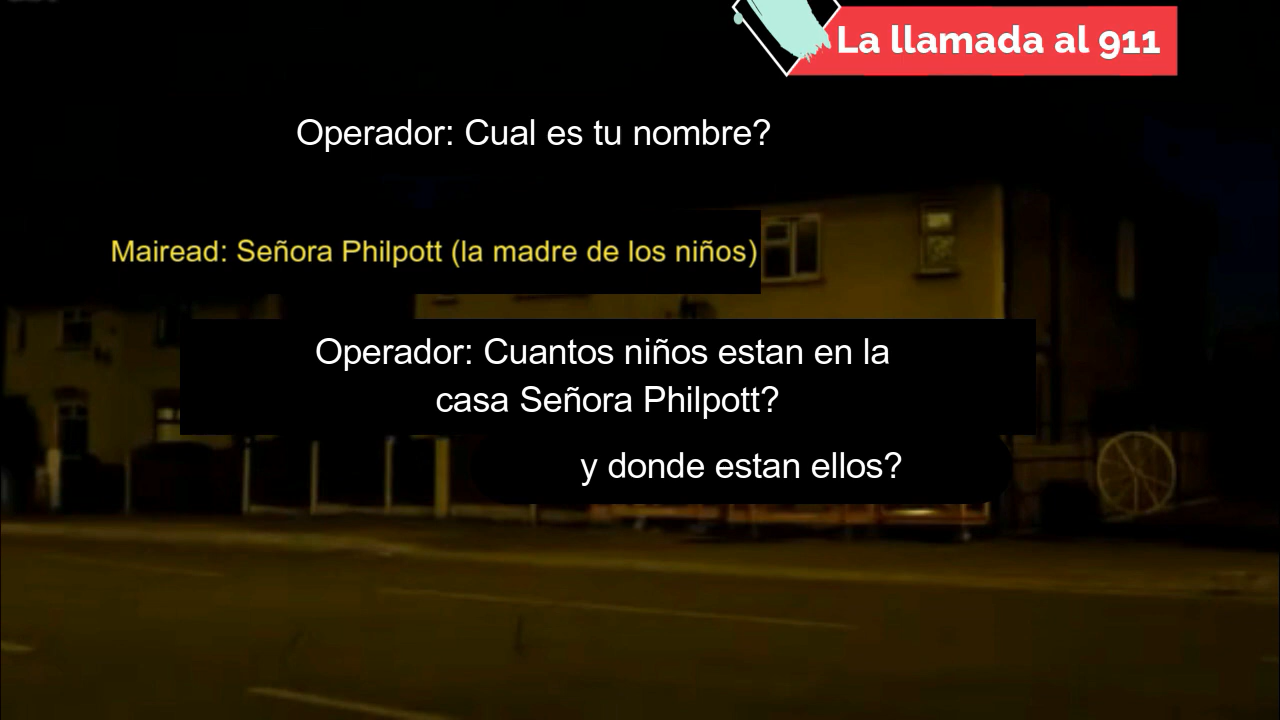 La llamada al 911
Operador: Cual es tu nombre?
Mairead: Señora Philpott (la madre de los niños)
Operador: Cuantos niños estan en la
casa Señora Philpott?
y donde estan ellos?